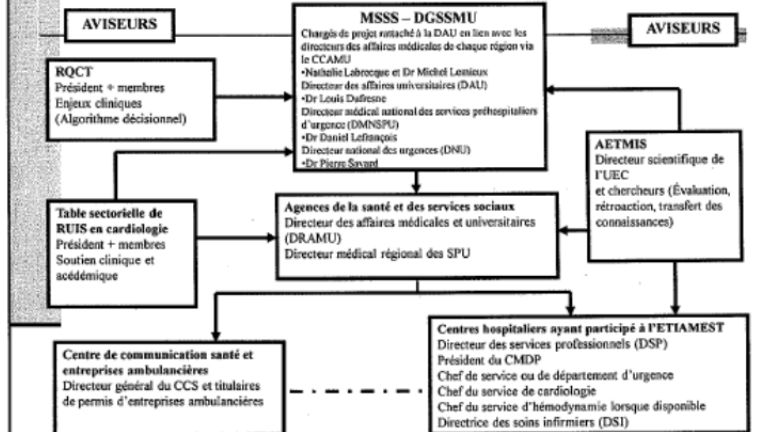 AVISEURS
MSSS – DGSSMU
Chargés de projet rattaché à la DAU en lien avec les
directeurs des affaires médicales de chaque région via
le CCAMU
•Nathalie Labrecque et Dr Michel Lemieux
Directeur des affaires universitaires (DAU)
•Dr Louis Dufresne
Directeur médical national des services préhospitaliers
d'urgence (DMNSPU)
•Dr Daniel Lefrançois
Directeur national des urgences (DNU)
•Dr Pierre Savard
AVISEURS
RQCT
Président + membres
Enjeux cliniques
(Algorithme décisionnel)
AETMIS
Directeur scientifique de
l'UEC
et chercheurs (Évaluation,
rétroaction, transfert des
connaissances)
Table sectorielle de
RUIS en cardiologie
Président + membres
Soutien clinique et
acédémique
Agences de la santé et des services sociaux
Directeur des affaires médicales et universitaires
(DRAMU)
Directeur médical régional des SPU
Centre de communication santé et
entreprises ambulancières
Directeur général du CCS et titulaires
de permis d'entreprises ambulancières
Centres hospitaliers ayant participé à l'ETIAMEST
Directeur des services professionnels (DSP)
Président du CMDP
Chef de service ou de département d'urgence
Chef du service de cardiologie
Chef du service d'hémodynamie lorsque disponible
Directrice des soins infirmiers (DSI)